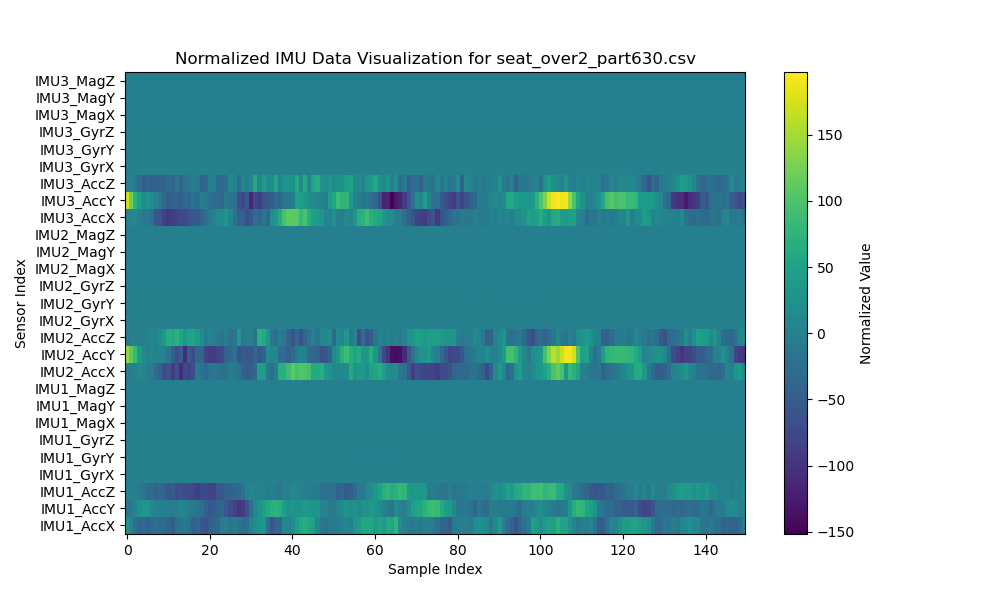 Normalized IMU Data Visualization for seat_over2_part630.csv
Sensor Index
IMU3_MagZ
IMU3_MagY
IMU3_MagX
IMU3_GyrZ
IMU3_GyrY
IMU3_GyrX
IMU3_AccZ
IMU3_AccY
IMU3_AccX
IMU2_MagZ
IMU2_MagY
IMU2_MagX
IMU2_GyrZ
IMU2_GyrY
IMU2_GyrX
IMU2_AccZ
IMU2_AccY
IMU2_AccX
IMU1_MagZ
IMU1_MagY
IMU1_MagX
IMU1_GyrZ
IMU1_GyrY
IMU1_GyrX
IMU1_AccZ
IMU1_AccY
IMU1_AccX
0 20 40 60 80 100 120 140
Sample Index
150
100
50
0
−50
−100
−150
Normalized Value